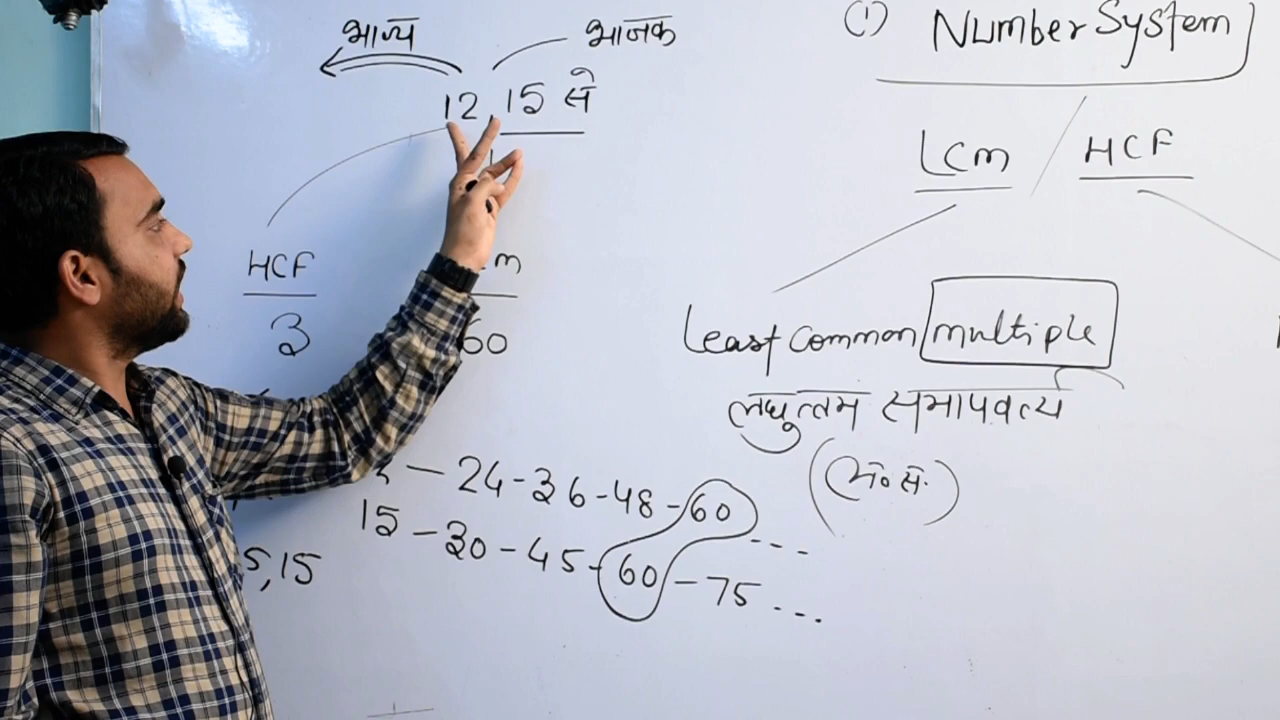 (1) Number System
भाज्य भाजक
12, 15 से
LCM / HCF
HCF
3
60
Least Common multiple
लघुत्तम समापवर्त्य
24-36-48-60 ---
15-30-45-60-75 ...
5,15